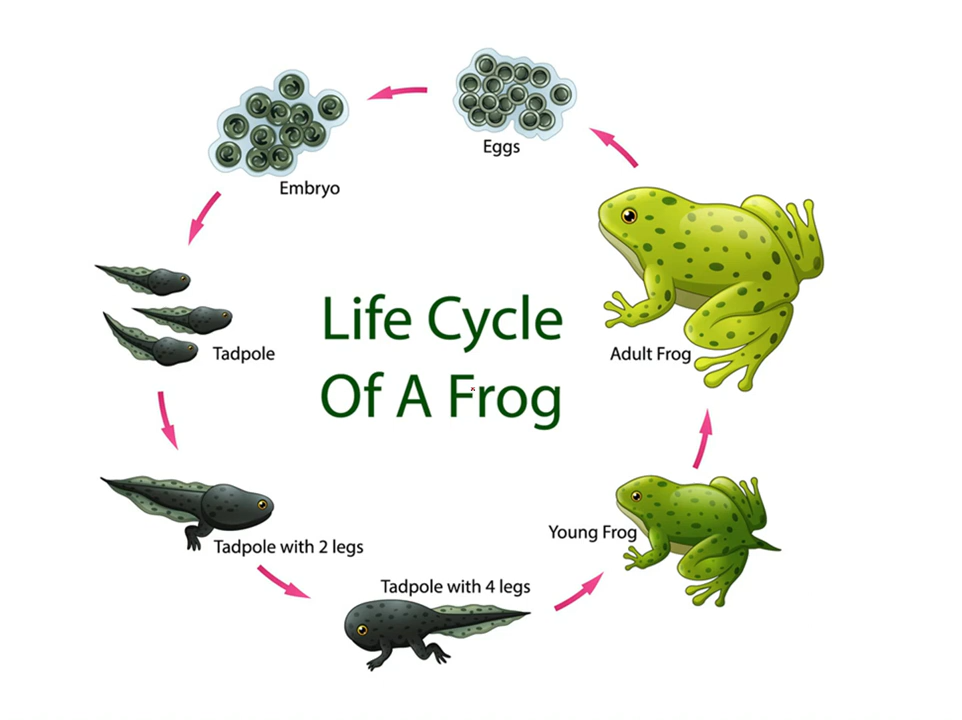 Eggs
Embryo
Life Cycle
Of A Frog
Tadpole
Adult Frog
Young Frog
Tadpole with 2 legs
Tadpole with 4 legs